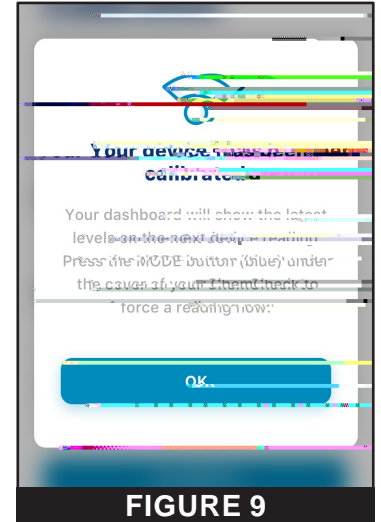 Your device has been
calibrated
Your dashboard will show the latest
levels on the next device reading
Press the MODE button (blue) under
the cover of your ChemCheck to
force a reading now.
OK
FIGURE 9